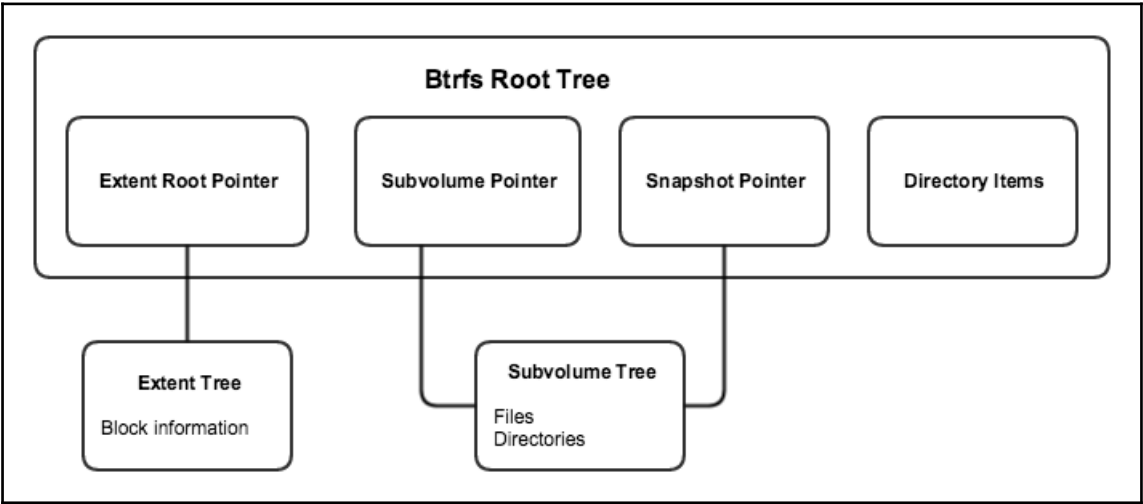 Btrfs Root Tree
Extent Root Pointer
Subvolume Pointer
Snapshot Pointer
Directory Items
Extent Tree
Block information
Subvolume Tree
Files
Directories